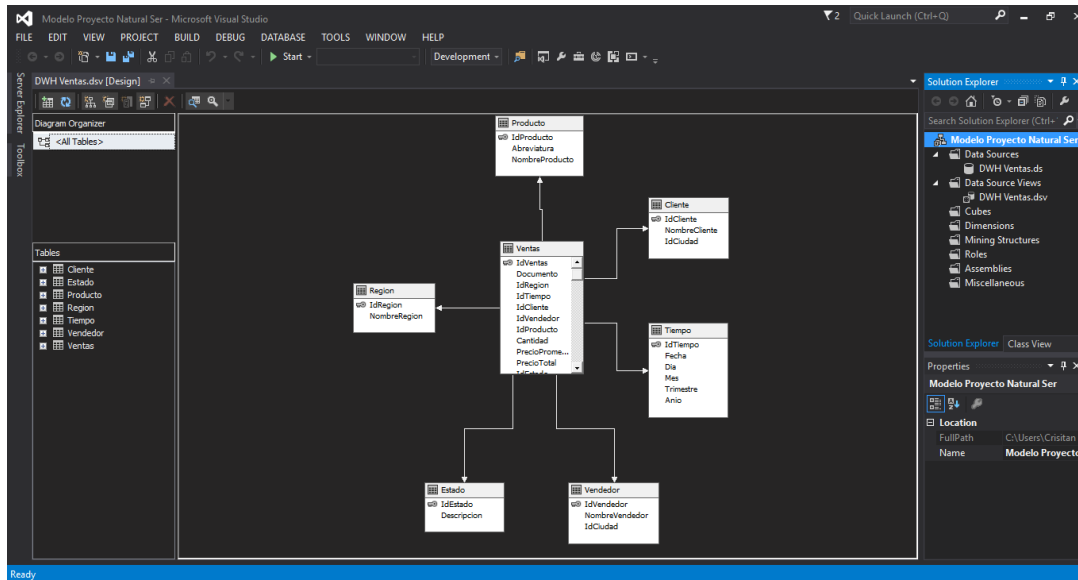 Modelo Proyecto Natural Ser - Microsoft Visual Studio
2 Quick Launch (Ctrl+Q)
FILE EDIT VIEW PROJECT BUILD DEBUG DATABASE TOOLS WINDOW HELP
Start Development
Server Explorer
Toolbox
DWH Ventas.dsv [Design]
Diagram Organizer
<All Tables>
Tables
Cliente
Estado
Producto
Region
Tiempo
Vendedor
Ventas
Producto
IdProducto
Abreviatura
NombreProducto
Cliente
IdCliente
NombreCliente
IdCiudad
Ventas
IdVentas
Documento
IdRegion
IdTiempo
IdCliente
IdVendedor
IdProducto
Cantidad
PrecioProme...
PrecioTotal
IdEstado
Region
IdRegion
NombreRegion
Tiempo
IdTiempo
Fecha
Dia
Mes
Trimestre
Anio
Estado
IdEstado
Descripcion
Vendedor
IdVendedor
NombreVendedor
IdCiudad
Solution Explorer
Search Solution Explorer (Ctrl+
Modelo Proyecto Natural Ser
Data Sources
DWH Ventas.ds
Data Source Views
DWH Ventas.dsv
Cubes
Dimensions
Mining Structures
Roles
Assemblies
Miscellaneous
Solution Explorer Class View
Properties
Modelo Proyecto Natural Ser
Location
FullPath C:\Users\Crisitan
Name Modelo Proyecto
Ready